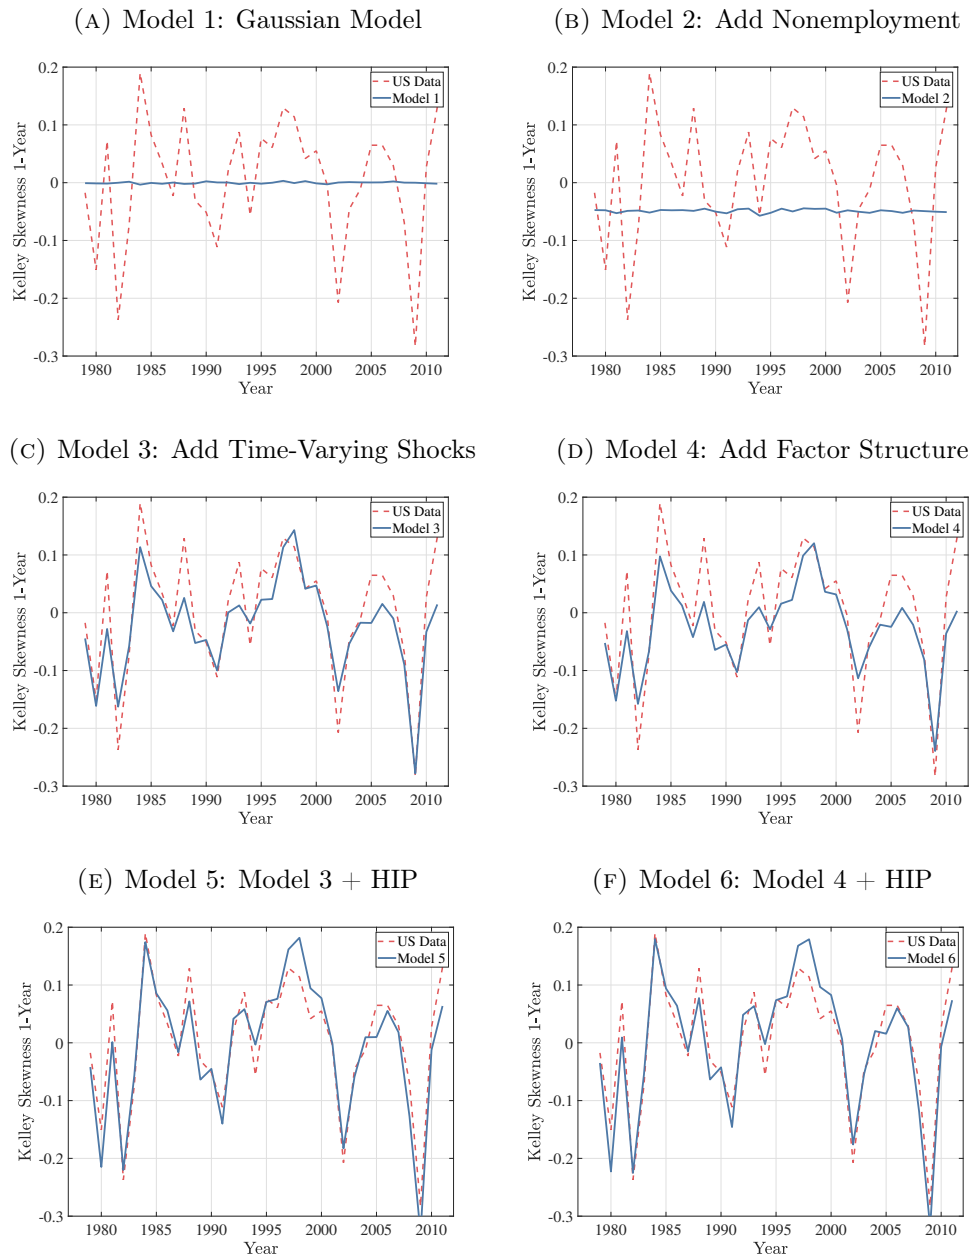 (A) Model 1: Gaussian Model
(B) Model 2: Add Nonemployment
0.2
0.1
0
-0.1
-0.2
-0.3
Kelley Skewness 1-Year
US Data
Model 1
1980 1985 1990 1995 2000 2005 2010
Year
0.2
0.1
0
-0.1
-0.2
-0.3
Kelley Skewness 1-Year
US Data
Model 2
1980 1985 1990 1995 2000 2005 2010
Year
(C) Model 3: Add Time-Varying Shocks
(D) Model 4: Add Factor Structure
0.2
0.1
0
-0.1
-0.2
-0.3
Kelley Skewness 1-Year
US Data
Model 3
1980 1985 1990 1995 2000 2005 2010
Year
0.2
0.1
0
-0.1
-0.2
-0.3
Kelley Skewness 1-Year
US Data
Model 4
1980 1985 1990 1995 2000 2005 2010
Year
(E) Model 5: Model 3 + HIP
(F) Model 6: Model 4 + HIP
0.2
0.1
0
-0.1
-0.2
-0.3
Kelley Skewness 1-Year
US Data
Model 5
1980 1985 1990 1995 2000 2005 2010
Year
0.2
0.1
0
-0.1
-0.2
-0.3
Kelley Skewness 1-Year
US Data
Model 6
1980 1985 1990 1995 2000 2005 2010
Year